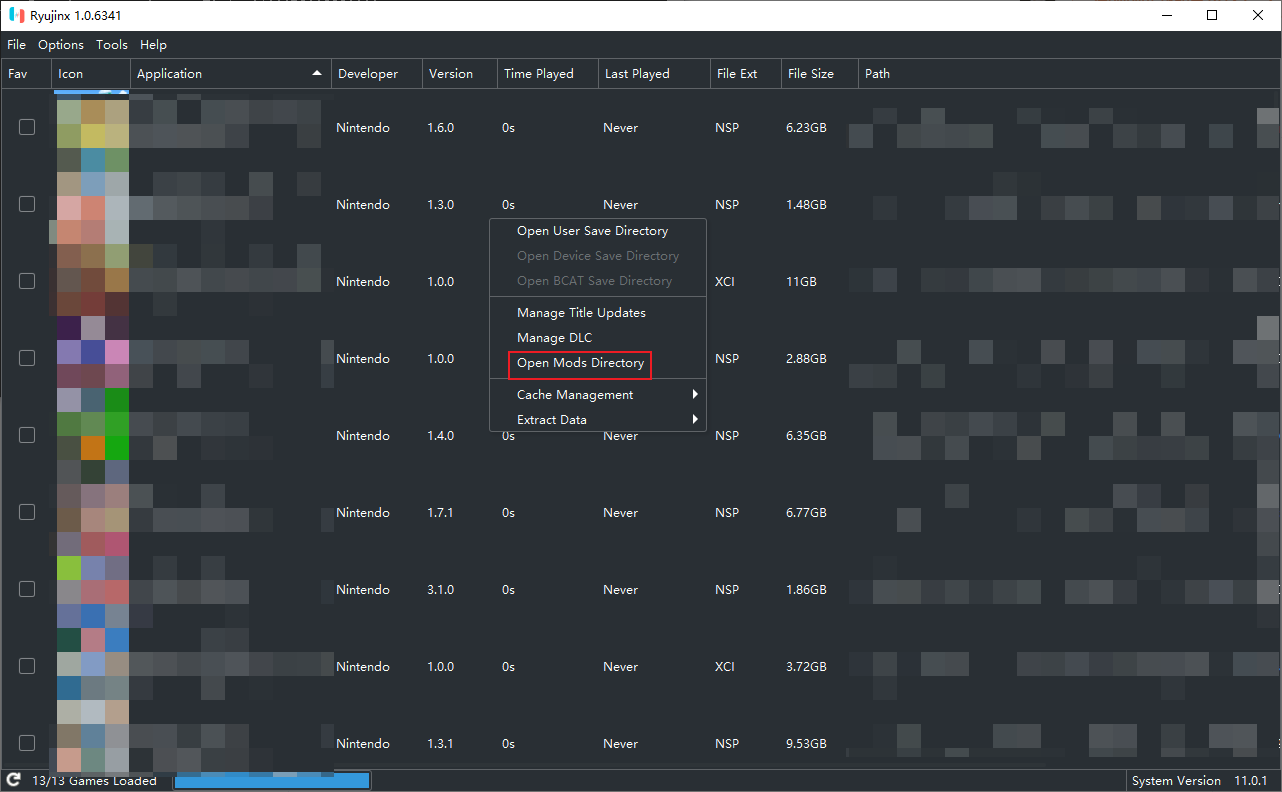 Ryujinx 1.0.6341
File Options Tools Help
Fav Icon Application Developer Version Time Played Last Played File Ext File Size Path
Nintendo 1.6.0 0s Never NSP 6.23GB
Nintendo 1.3.0 0s Never NSP 1.48GB
Open User Save Directory
Open Device Save Directory
Open BCAT Save Directory
Nintendo 1.0.0 XCI 11GB
Manage Title Updates
Manage DLC
Open Mods Directory
Nintendo 1.0.0 NSP 2.88GB
Cache Management
Extract Data
Nintendo 1.4.0 0s Never NSP 6.35GB
Nintendo 1.7.1 0s Never NSP 6.77GB
Nintendo 3.1.0 0s Never NSP 1.86GB
Nintendo 1.0.0 0s Never XCI 3.72GB
Nintendo 1.3.1 0s Never NSP 9.53GB
13/13 Games Loaded System Version 11.0.1